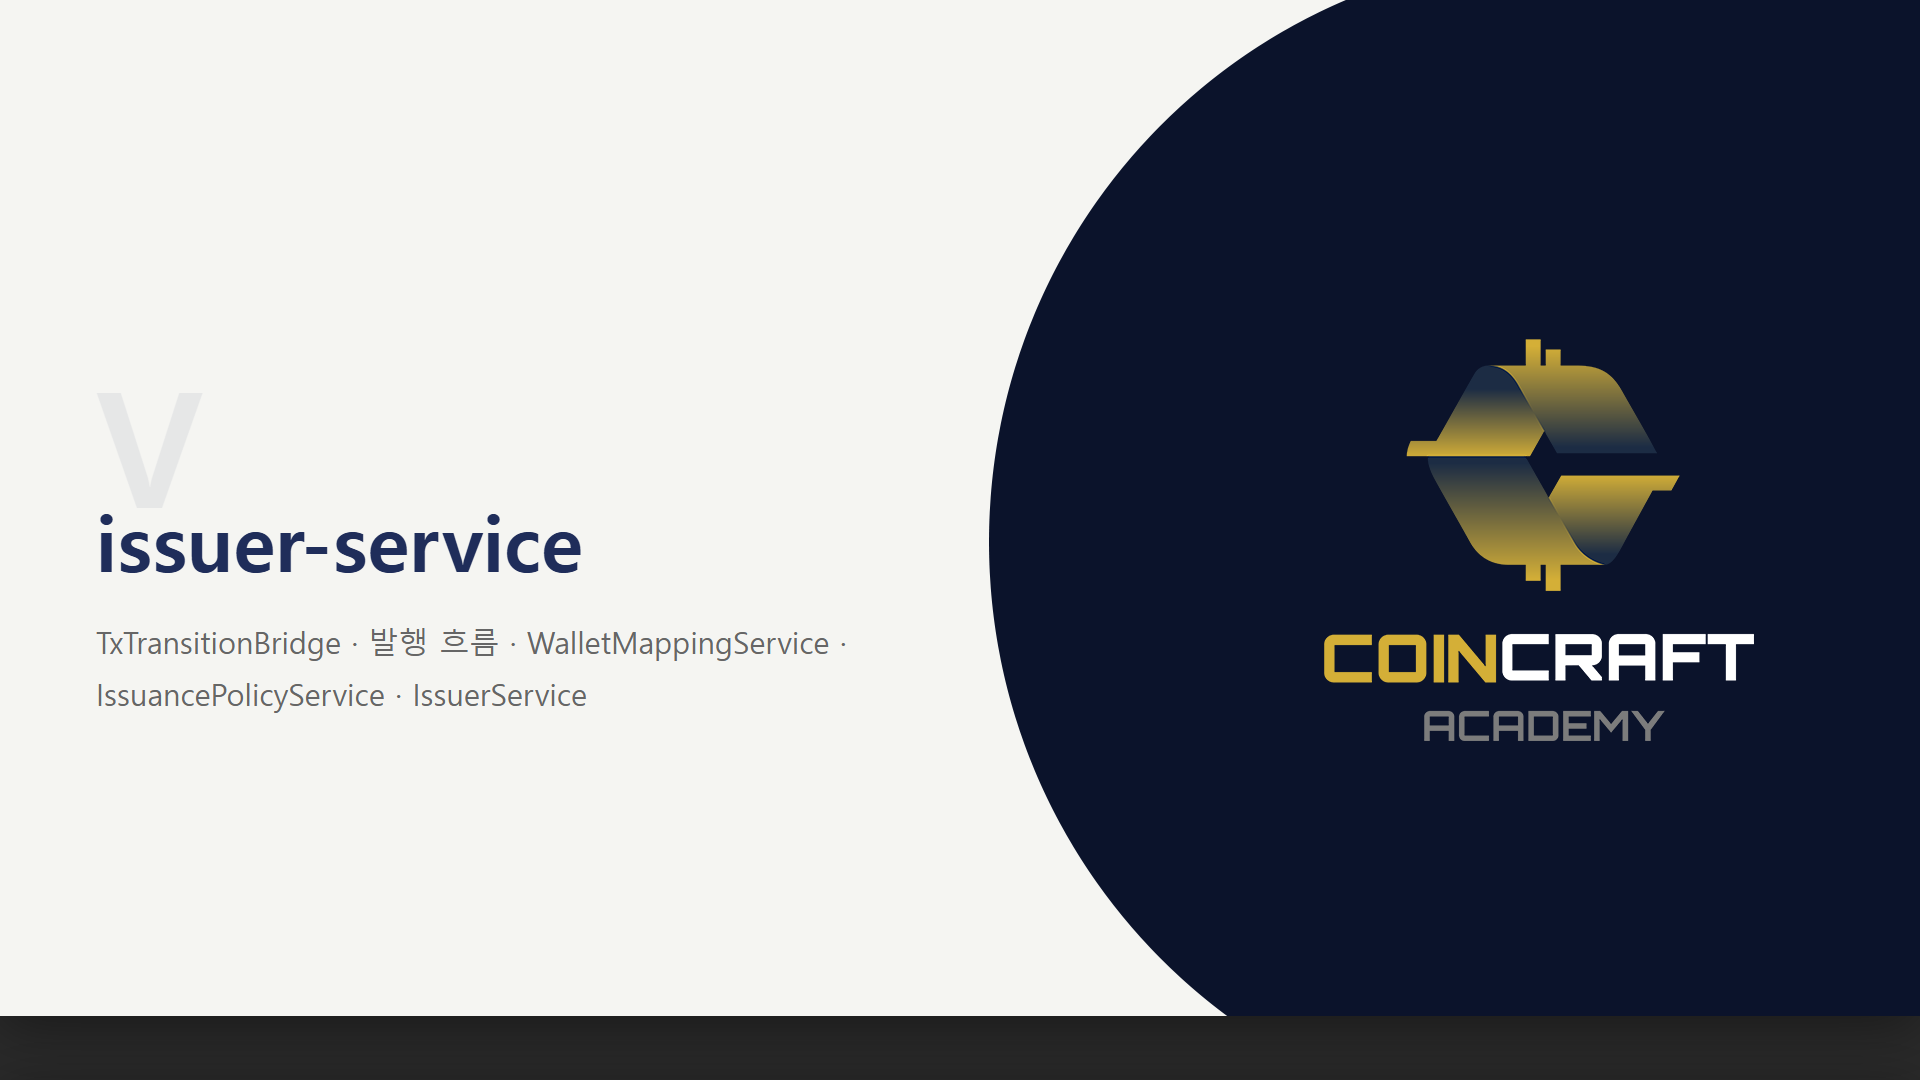 V
issuer-service
TxTransitionBridge · 발행 흐름 · WalletMappingService ·
IssuancePolicyService · IssuerService
COINCRAFT
ACADEMY